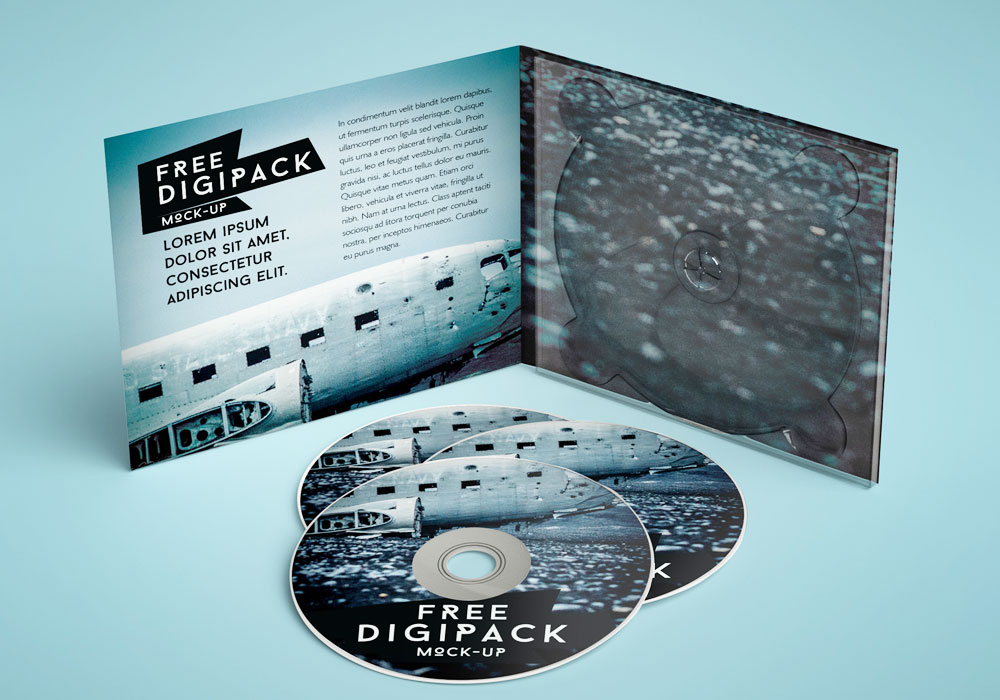 FREE
DIGIPACK
MOCK-UP
LOREM IPSUM
DOLOR SIT AMET,
CONSECTETUR
ADIPISCING ELIT.
In condimentum velit blandit lorem dapibus,
ut fermentum turpis scelerisque. Quisque
ullamcorper non ligula sed vehicula. Proin
quis urna a eros placerat fringilla. Curabitur
luctus, leo et feugiat vestibulum, mi purus
gravida nisi, ac luctus tellus dolor eu mauris.
Quisque vitae metus quam. Etiam orci
libero, vehicula et viverra vitae, fringilla ut
nibh. Nam at urna lectus. Class aptent taciti
sociosqu ad litora torquent per conubia
nostra, per inceptos himenaeos. Curabitur
eu purus magna.
K
FREE
DIGIPACK
MOCK-UP